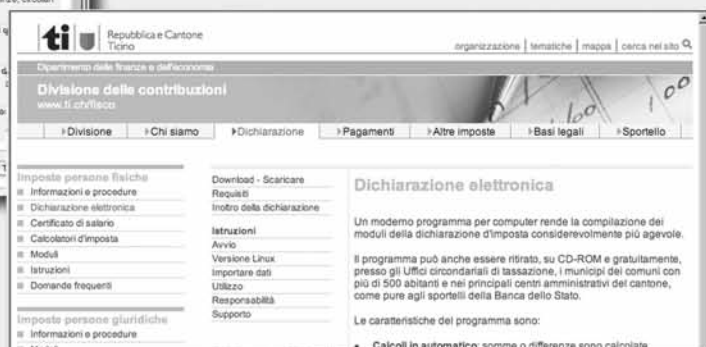 ti
Repubblica e Cantone
Ticino
organizzazione | tematiche | mappa | cerca nel sito
Dipartimento delle finanze e dell'economia
Divisione delle contribuzioni
www.ti.ch/fisco
Divisione
Chi siamo
Dichiarazione
Pagamenti
Altre imposte
Basi legali
Sportello
Imposte persone fisiche
Informazioni e procedure
Dichiarazione elettronica
Certificato di salario
Calcolatori d'imposta
Moduli
Istruzioni
Domande frequenti
Imposte persone giuridiche
Informazioni e procedure
Download - Scaricare
Requisiti
Inoltro della dichiarazione
Istruzioni
Avvio
Versione Linux
Importare dati
Utilizzo
Responsabilità
Supporto
Dichiarazione elettronica
Un moderno programma per computer rende la compilazione dei
moduli della dichiarazione d'imposta considerevolmente più agevole.
Il programma può anche essere ritirato, su CD-ROM e gratuitamente,
presso gli Uffici circondariali di tassazione, i municipi dei comuni con
più di 500 abitanti e nei principali centri amministrativi del cantone,
come pure agli sportelli della Banca dello Stato.
Le caratteristiche del programma sono:
Calcoli in automatico: somme o differenze sono calcolate